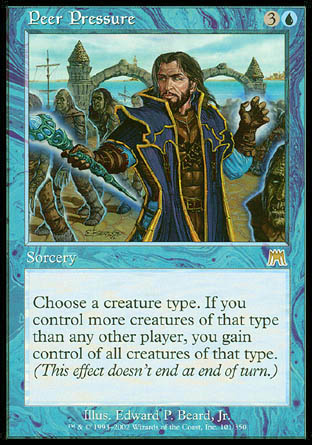 Peer Pressure 3
Sorcery
Choose a creature type. If you
control more creatures of that type
than any other player, you gain
control of all creatures of that type.
(This effect doesn't end at end of turn.)
Illus. Edward P. Beard, Jr.
™ & © 1993–2002 Wizards of the Coast, Inc. 101/350